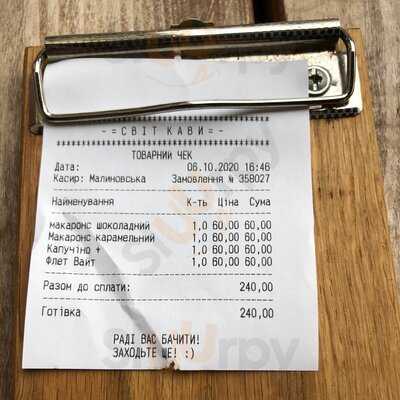 -=СВІТ КАВИ=-
ТОВАРНИЙ ЧЕК
Дата: 06.10.2020 16:46
Касир: Малиновська Замовлення № 358027
Найменування К-ть Ціна Сума
макаронс шоколадний 1,0 60,00 60,00
Макаронс карамельний 1,0 60,00 60,00
Капучіно + 1,0 60,00 60,00
Флет Вайт 1,0 60,00 60,00
Разом до сплати: 240,00
Готівка 240,00
РАДІ ВАС БАЧИТИ!
ЗАХОДЬТЕ ЩЕ! :)